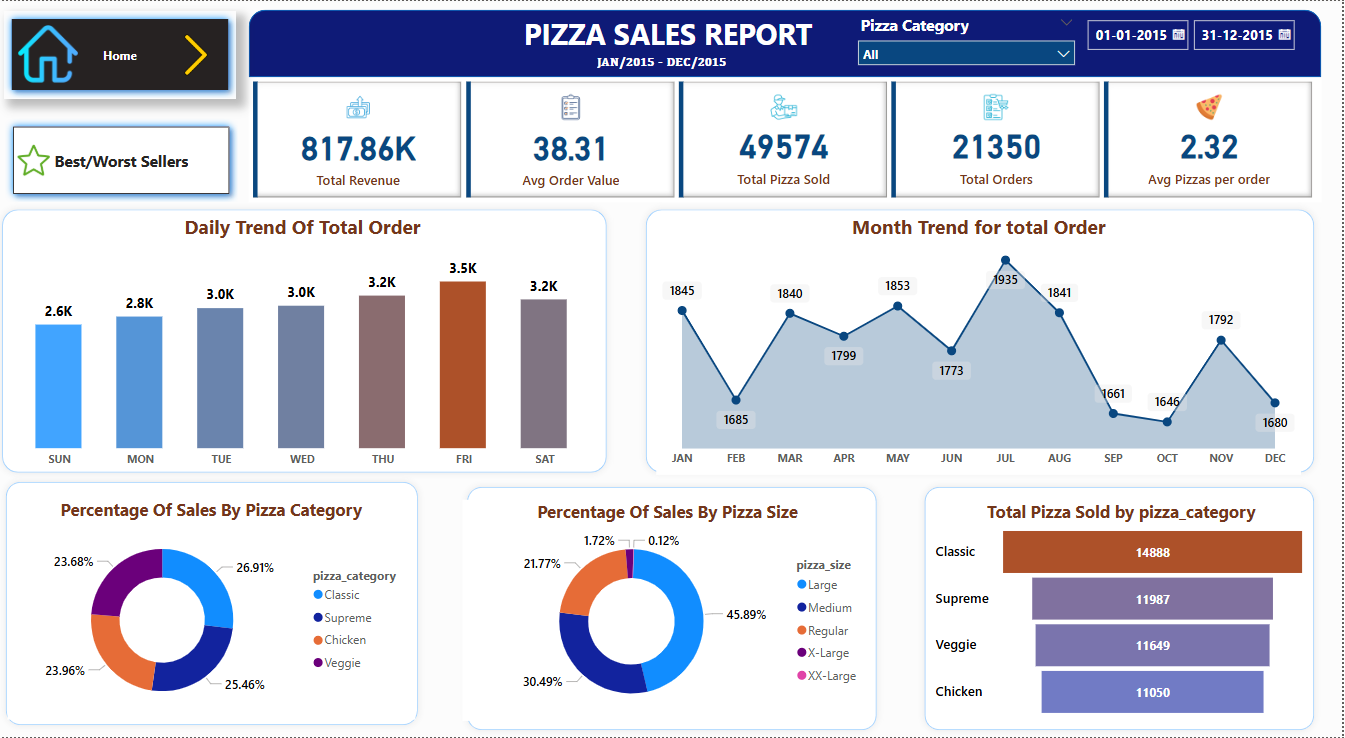 Home
PIZZA SALES REPORT
JAN/2015 - DEC/2015
Pizza Category
All
01-01-2015
31-12-2015
Best/Worst Sellers
817.86K
Total Revenue
38.31
Avg Order Value
49574
Total Pizza Sold
21350
Total Orders
2.32
Avg Pizzas per order
Daily Trend Of Total Order
2.6K
2.8K
3.0K
3.0K
3.2K
3.5K
3.2K
SUN
MON
TUE
WED
THU
FRI
SAT
Month Trend for total Order
1845
1685
1840
1799
1853
1773
1935
1841
1661
1646
1792
1680
JAN
FEB
MAR
APR
MAY
JUN
JUL
AUG
SEP
OCT
NOV
DEC
Percentage Of Sales By Pizza Category
23.68%
26.91%
23.96%
25.46%
pizza_category
Classic
Supreme
Chicken
Veggie
Percentage Of Sales By Pizza Size
1.72%
0.12%
21.77%
45.89%
30.49%
pizza_size
Large
Medium
Regular
X-Large
XX-Large
Total Pizza Sold by pizza_category
Classic 14888
Supreme 11987
Veggie 11649
Chicken 11050